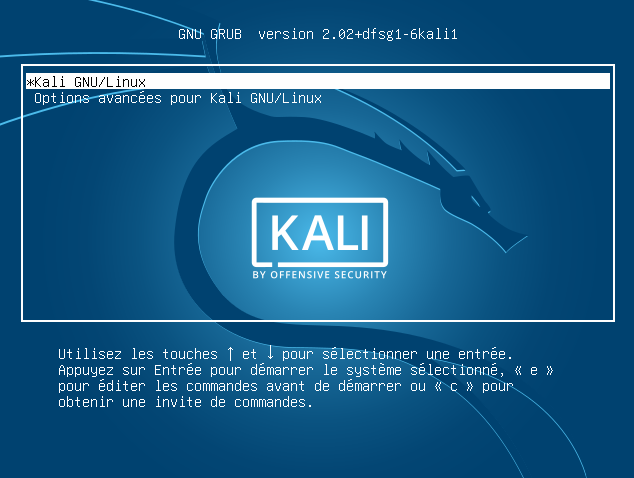 GNU GRUB  version 2.02+dfsg1-6kali1
*Kali GNU/Linux
Options avancées pour Kali GNU/Linux
KALI
BY OFFENSIVE SECURITY
Utilisez les touches ↑ et ↓ pour sélectionner une entrée.
Appuyez sur Entrée pour démarrer le système sélectionné, « e »
pour éditer les commandes avant de démarrer ou « c » pour
obtenir une invite de commandes.